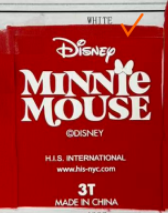 WHITE
Disney
MINNIE
MOUSE
©DISNEY
H.I.S. INTERNATIONAL
www.his-nyc.com
3T
MADE IN CHINA